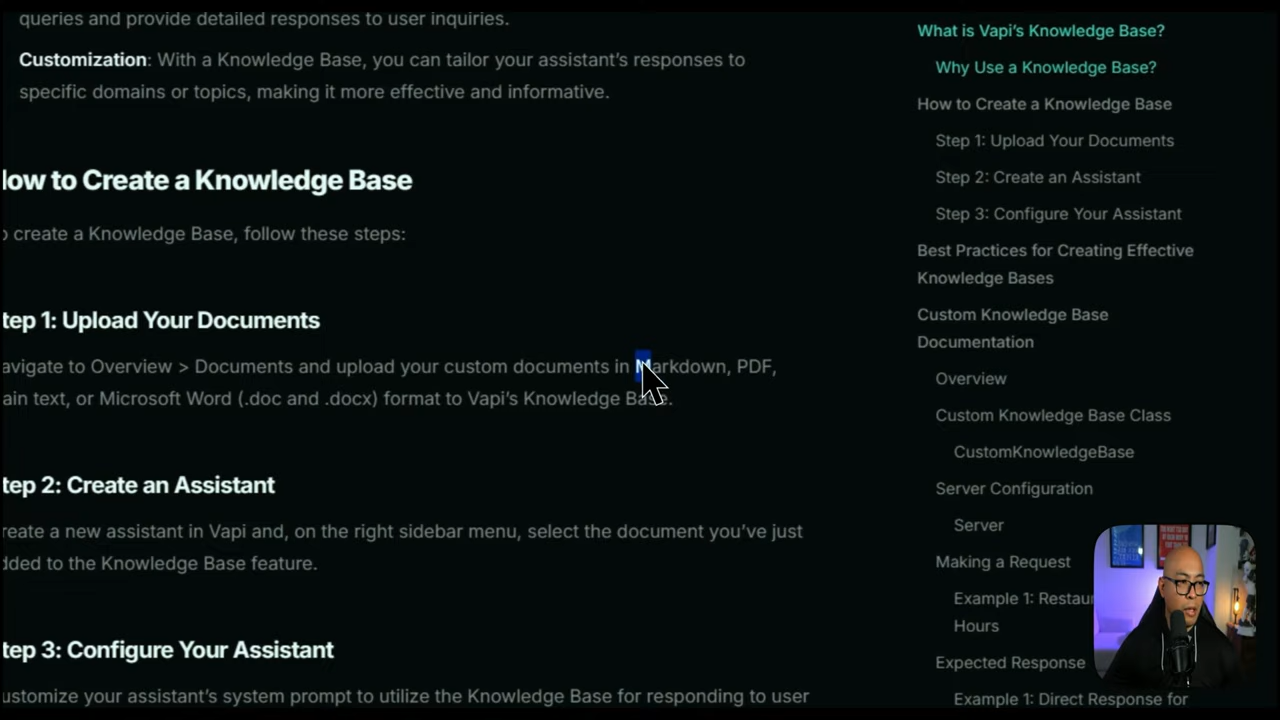 queries and provide detailed responses to user inquiries.
Customization: With a Knowledge Base, you can tailor your assistant's responses to
specific domains or topics, making it more effective and informative.
How to Create a Knowledge Base
o create a Knowledge Base, follow these steps:
tep 1: Upload Your Documents
avigate to Overview > Documents and upload your custom documents in Markdown, PDF,
ain text, or Microsoft Word (.doc and .docx) format to Vapi's Knowledge Base.
tep 2: Create an Assistant
reate a new assistant in Vapi and, on the right sidebar menu, select the document you've just
dded to the Knowledge Base feature.
tep 3: Configure Your Assistant
ustomize your assistant's system prompt to utilize the Knowledge Base for responding to user
What is Vapi's Knowledge Base?
Why Use a Knowledge Base?
How to Create a Knowledge Base
Step 1: Upload Your Documents
Step 2: Create an Assistant
Step 3: Configure Your Assistant
Best Practices for Creating Effective
Knowledge Bases
Custom Knowledge Base
Documentation
Overview
Custom Knowledge Base Class
CustomKnowledgeBase
Server Configuration
Server
Making a Request
Example 1: Restau
Hours
Expected Response
Example 1: Direct Response for